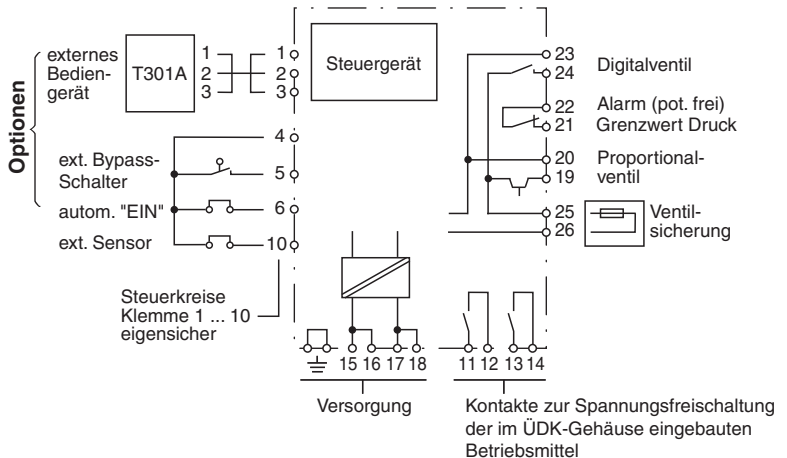 Optionen
externes
Bedien-
gerät
T301A
1
2
3
1
2
3
Steuergerät
4
ext. Bypass-
Schalter
5
autom. "EIN"
6
ext. Sensor
10
Steuerkreise
Klemme 1 ... 10
eigensicher
23
24
Digitalventil
22
21
Alarm (pot. frei)
Grenzwert Druck
20
19
Proportional-
ventil
25
26
Ventil-
sicherung
15 16 17 18
11 12 13 14
Versorgung
Kontakte zur Spannungsfreischaltung
der im ÜDK-Gehäuse eingebauten
Betriebsmittel